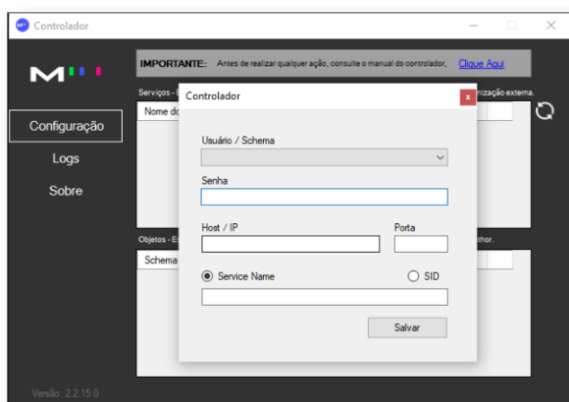 Controlador
IMPORTANTE: Antes de realizar qualquer ação, consulte o manual do controlador, Clique Aqui
M
Serviços - nização externa.
Controlador x
Nome do
Configuração
Logs
Sobre
Usuário / Schema
Senha
Host / IP Porta
Objetos - thor.
Schema
Service Name SID
Salvar
Versão: 2.2.15.0